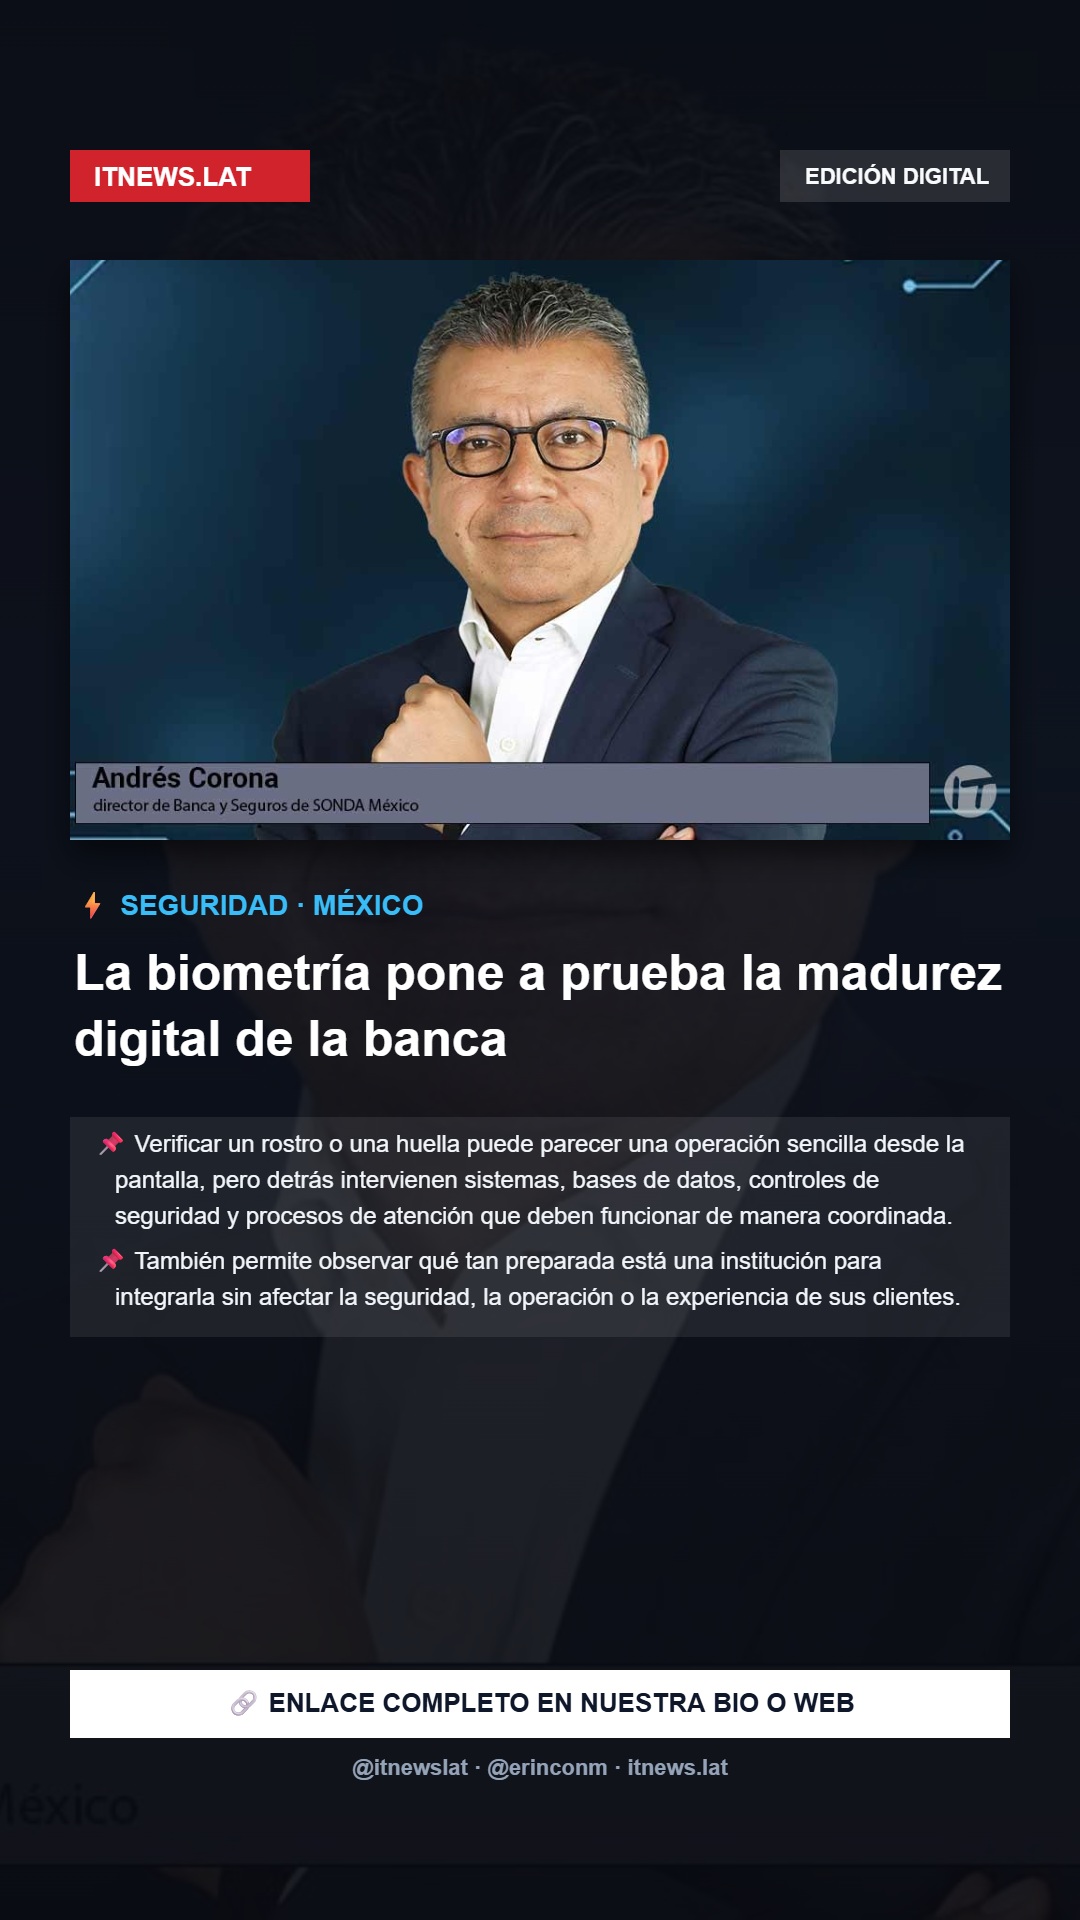 ITNEWS.LAT
EDICIÓN DIGITAL
Andrés Corona
director de Banca y Seguros de SONDA México
IT
SEGURIDAD · MÉXICO
La biometría pone a prueba la madurez
digital de la banca
Verificar un rostro o una huella puede parecer una operación sencilla desde la
pantalla, pero detrás intervienen sistemas, bases de datos, controles de
seguridad y procesos de atención que deben funcionar de manera coordinada.
También permite observar qué tan preparada está una institución para
integrarla sin afectar la seguridad, la operación o la experiencia de sus clientes.
ENLACE COMPLETO EN NUESTRA BIO O WEB
@itnewslat · @erinconm · itnews.lat
México